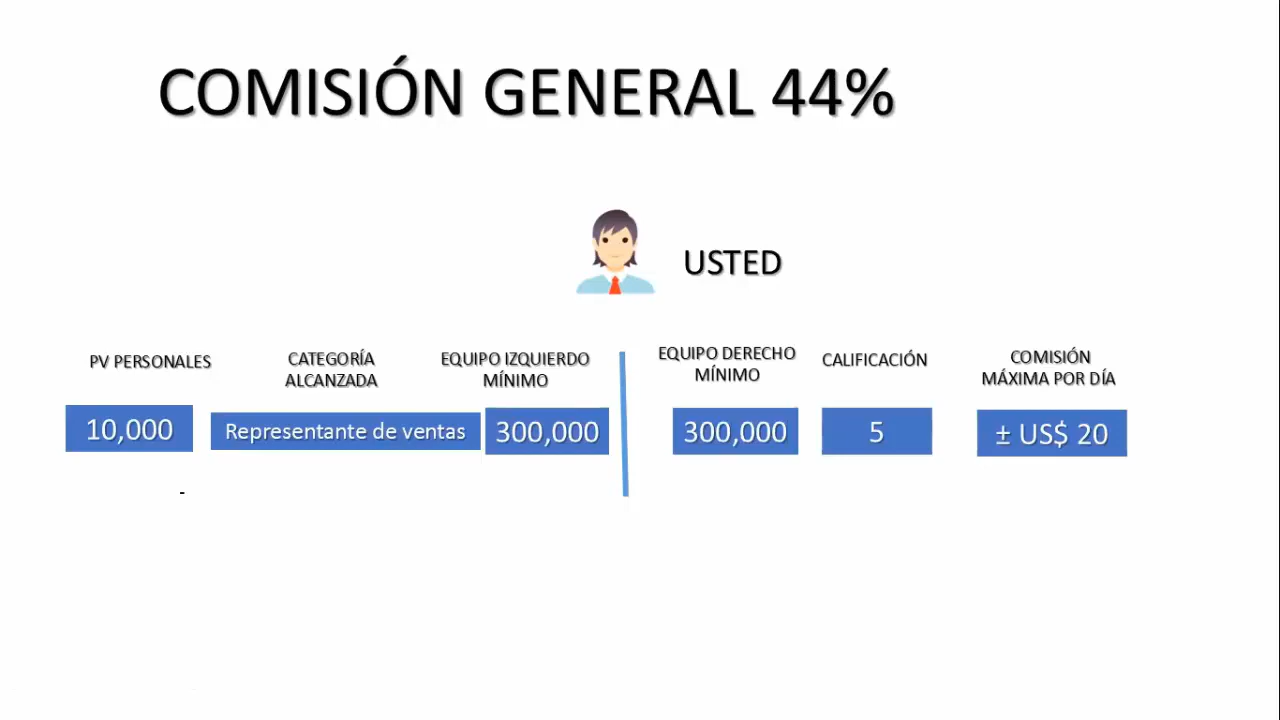 COMISIÓN GENERAL 44%
USTED
PV PERSONALES
CATEGORÍA
ALCANZADA
EQUIPO IZQUIERDO
MÍNIMO
EQUIPO DERECHO
MÍNIMO
CALIFICACIÓN
COMISIÓN
MÁXIMA POR DÍA
10,000
Representante de ventas
300,000
300,000
5
± US$ 20
-